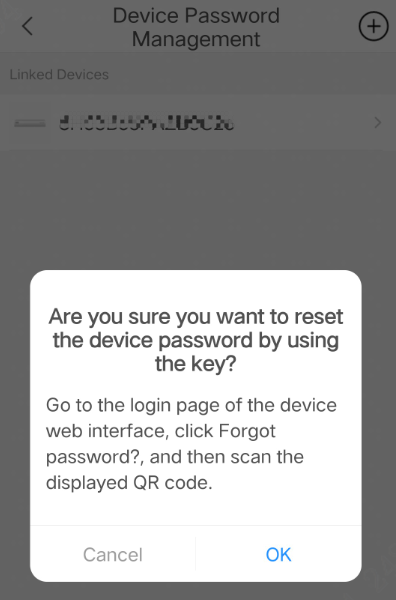 Device Password
Management
Linked Devices
Are you sure you want to reset
the device password by using
the key?
Go to the login page of the device
web interface, click Forgot
password?, and then scan the
displayed QR code.
Cancel
OK